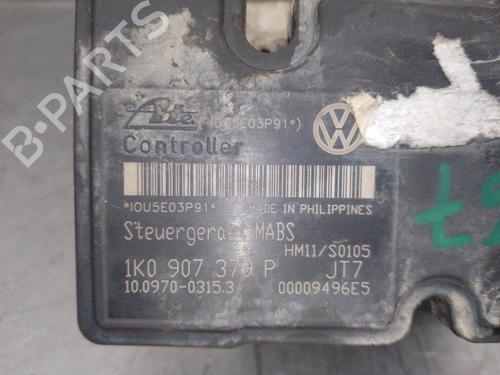 B-PARTS
Ate
*IOU5E03P91*)
Controller
*IOU5E03P91*
MADE IN PHILIPPINES
Steuergerät MABS
HM11/S0105
1K0 907 379 P JT7
10.0970-0315.3 00009496E5